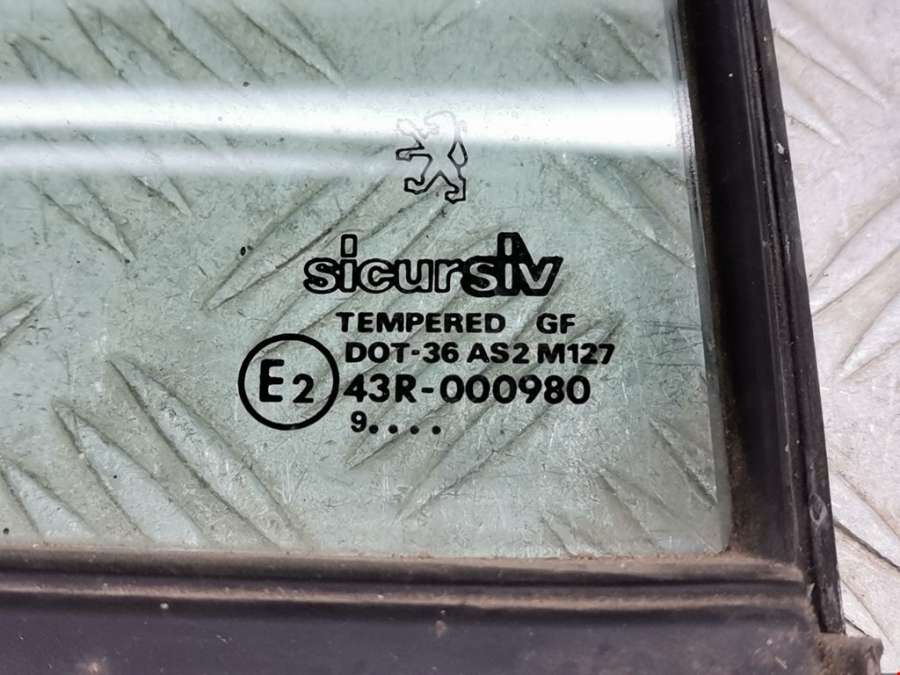 sicursiv
TEMPERED GF
DOT-36 AS2 M127
E2 43R-000980
9....